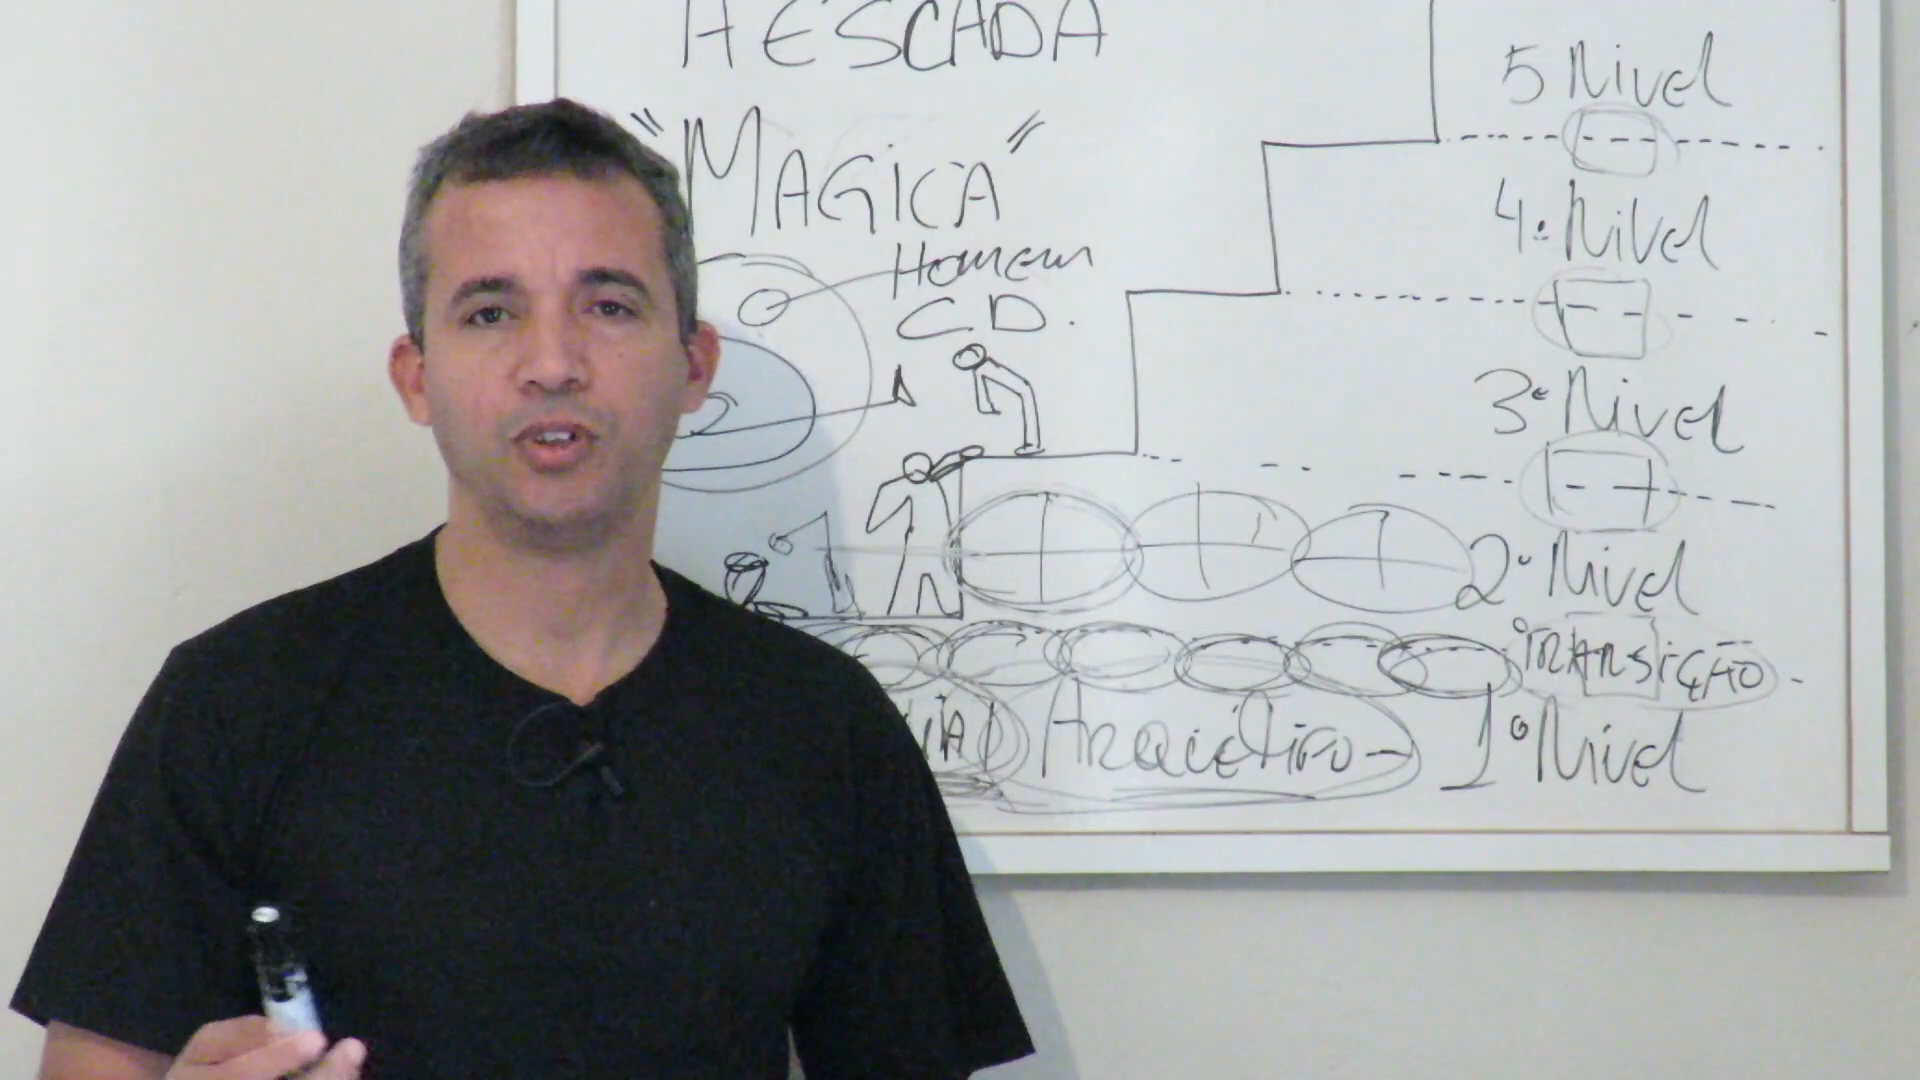 A ESCADA
"MAGICA"
Homem
C.D.
5 Nivel
4º Nivel
3º Nivel
2º Nivel
TRANSIÇÃO
ARQUÉTIPO
1º Nivel